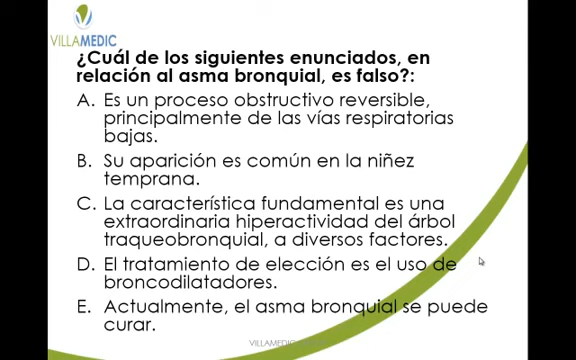 VILLAMEDIC
¿Cuál de los siguientes enunciados, en
relación al asma bronquial, es falso?:
A. Es un proceso obstructivo reversible,
principalmente de las vías respiratorias
bajas.
B. Su aparición es común en la niñez
temprana.
C. La característica fundamental es una
extraordinaria hiperactividad del árbol
traqueobronquial, a diversos factores.
D. El tratamiento de elección es el uso de
broncodilatadores.
E. Actualmente, el asma bronquial se puede
curar.
VILLAMEDIC